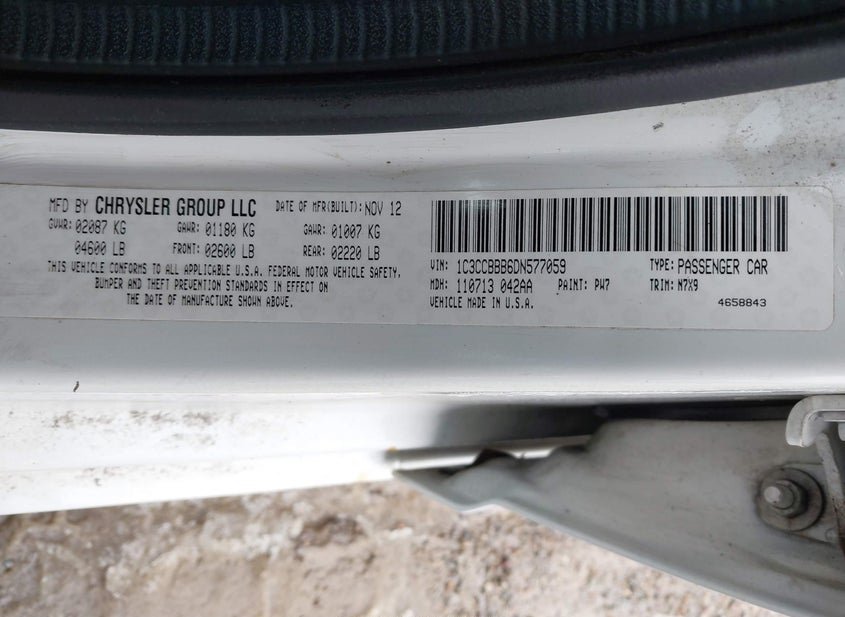 MFD BY CHRYSLER GROUP LLC DATE OF MFR(BUILT): NOV 12
GVWR: 02087 KG GAWR: 01180 KG GAWR: 01007 KG
04600 LB FRONT: 02600 LB REAR: 02220 LB
THIS VEHICLE CONFORMS TO ALL APPLICABLE U.S.A. FEDERAL MOTOR VEHICLE SAFETY,
BUMPER AND THEFT PREVENTION STANDARDS IN EFFECT ON
THE DATE OF MANUFACTURE SHOWN ABOVE.
VIN: 1C3CCBBB6DN577059 TYPE: PASSENGER CAR
MDH: 110713 042AA PAINT: PW7 TRIM: N7X9
VEHICLE MADE IN U.S.A. 4658843